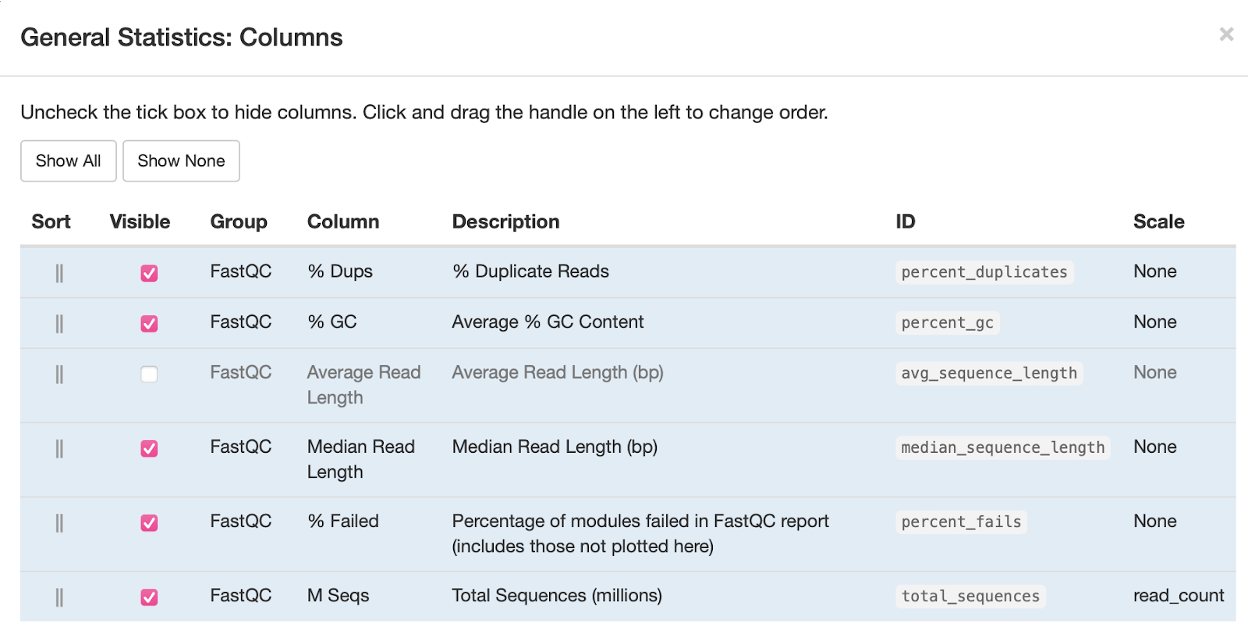 General Statistics: Columns ×
Uncheck the tick box to hide columns. Click and drag the handle on the left to change order.
Show All Show None
Sort Visible Group Column Description ID Scale
FastQC % Dups % Duplicate Reads percent_duplicates None
FastQC % GC Average % GC Content percent_gc None
FastQC Average Read Average Read Length (bp) avg_sequence_length None
Length
FastQC Median Read Median Read Length (bp) median_sequence_length None
Length
FastQC % Failed Percentage of modules failed in FastQC report percent_fails None
(includes those not plotted here)
FastQC M Seqs Total Sequences (millions) total_sequences read_count